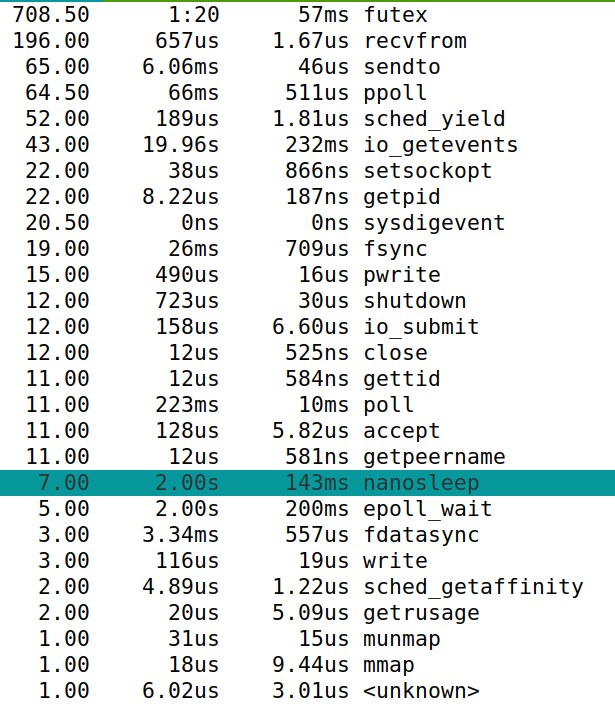 708.50 1:20 57ms futex
196.00 657us 1.67us recvfrom
65.00 6.06ms 46us sendto
64.50 66ms 511us ppoll
52.00 189us 1.81us sched_yield
43.00 19.96s 232ms io_getevents
22.00 38us 866ns setsockopt
22.00 8.22us 187ns getpid
20.50 0ns 0ns sysdigevent
19.00 26ms 709us fsync
15.00 490us 16us pwrite
12.00 723us 30us shutdown
12.00 158us 6.60us io_submit
12.00 12us 525ns close
11.00 12us 584ns gettid
11.00 223ms 10ms poll
11.00 128us 5.82us accept
11.00 12us 581ns getpeername
7.00 2.00s 143ms nanosleep
5.00 2.00s 200ms epoll_wait
3.00 3.34ms 557us fdatasync
3.00 116us 19us write
2.00 4.89us 1.22us sched_getaffinity
2.00 20us 5.09us getrusage
1.00 31us 15us munmap
1.00 18us 9.44us mmap
1.00 6.02us 3.01us <unknown>